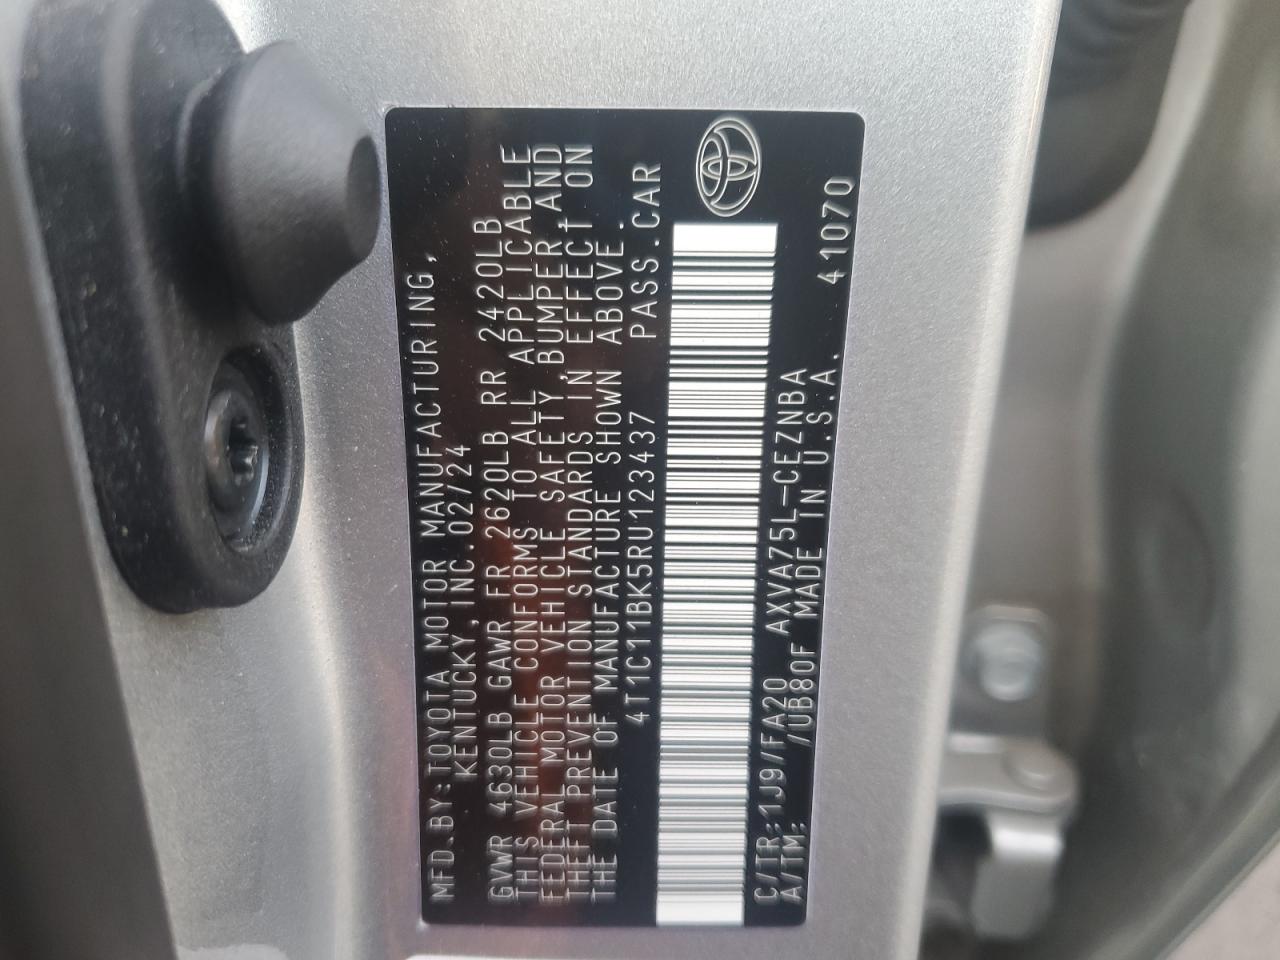 MFD.BY:TOYOTA MOTOR MANUFACTURING,
KENTUCKY,INC.02/24
GVWR 4630LB GAWR FR 2620LB RR 2420LB
THIS VEHICLE CONFORMS TO ALL APPLICABLE
FEDERAL MOTOR VEHICLE SAFETY,BUMPER,AND
THEFT PREVENTION STANDARDS IN EFFECT ON
THE DATE OF MANUFACTURE SHOWN ABOVE.
4T1C11BK5RU123437 PASS.CAR
C/TR:1J9/FA20 AXVA75L-CEZNBA
A/TM: /UB80F MADE IN U.S.A. 41070